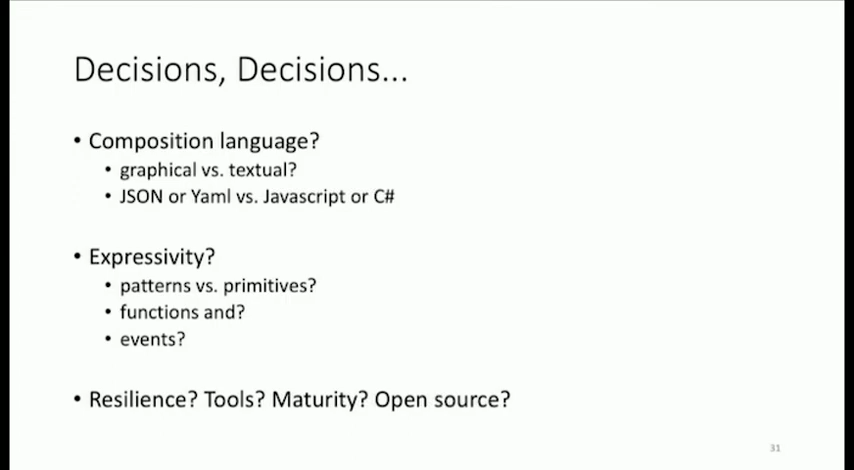 Decisions, Decisions...
• Composition language?
• graphical vs. textual?
• JSON or Yaml vs. Javascript or C#
• Expressivity?
• patterns vs. primitives?
• functions and?
• events?
• Resilience? Tools? Maturity? Open source?
31